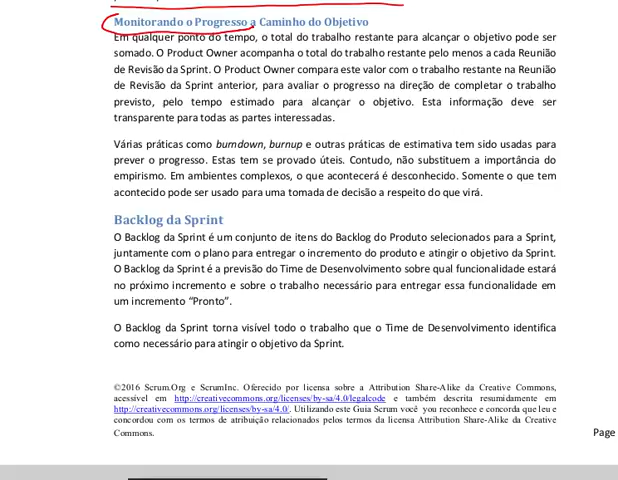 Monitorando o Progresso a Caminho do Objetivo
Em qualquer ponto do tempo, o total do trabalho restante para alcançar o objetivo pode ser
somado. O Product Owner acompanha o total do trabalho restante pelo menos a cada Reunião
de Revisão da Sprint. O Product Owner compara este valor com o trabalho restante na Reunião
de Revisão da Sprint anterior, para avaliar o progresso na direção de completar o trabalho
previsto, pelo tempo estimado para alcançar o objetivo. Esta informação deve ser
transparente para todas as partes interessadas.
Várias práticas como burndown, burnup e outras práticas de estimativa tem sido usadas para
prever o progresso. Estas tem se provado úteis. Contudo, não substituem a importância do
empirismo. Em ambientes complexos, o que acontecerá é desconhecido. Somente o que tem
acontecido pode ser usado para uma tomada de decisão a respeito do que virá.
Backlog da Sprint
O Backlog da Sprint é um conjunto de itens do Backlog do Produto selecionados para a Sprint,
juntamente com o plano para entregar o incremento do produto e atingir o objetivo da Sprint.
O Backlog da Sprint é a previsão do Time de Desenvolvimento sobre qual funcionalidade estará
no próximo incremento e sobre o trabalho necessário para entregar essa funcionalidade em
um incremento “Pronto”.
O Backlog da Sprint torna visível todo o trabalho que o Time de Desenvolvimento identifica
como necessário para atingir o objetivo da Sprint.
©2016 Scrum.Org e ScrumInc. Oferecido por licensa sobre a Attribution Share-Alike da Creative Commons,
acessível em http://creativecommons.org/licenses/by-sa/4.0/legalcode e também descrita resumidamente em
http://creativecommons.org/licenses/by-sa/4.0/. Utilizando este Guia Scrum você you reconhece e concorda que leu e
concordou com os termos de atribuição relacionados pelos termos da licensa Attribution Share-Alike da Creative
Commons.
Page